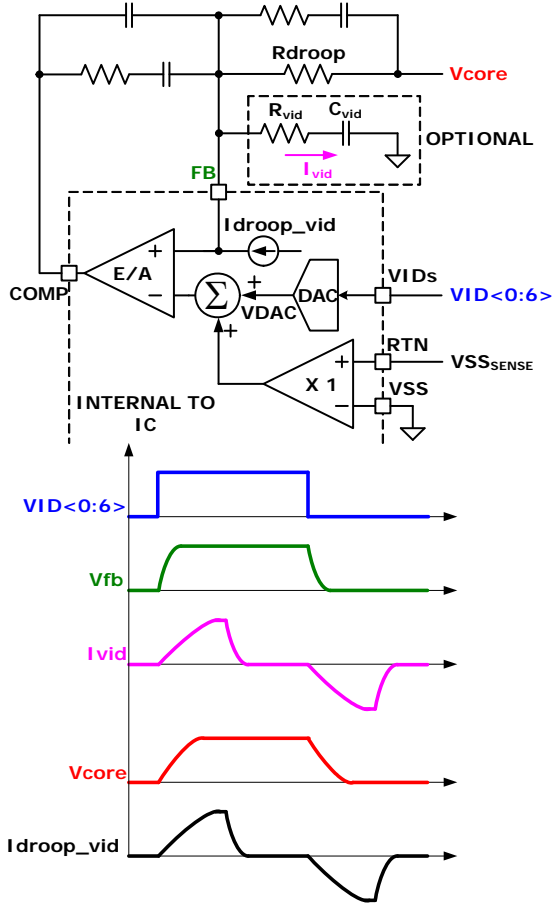 Rdroop
Vcore
Rvid
Cvid
OPTIONAL
Ivid
FB
Idroop_vid
+
E/A
−
COMP
Σ
+
+
VDAC
DAC
VIDs
VID<0:6>
RTN
VSSSENSE
+
X 1
−
VSS
INTERNAL TO
IC
VID<0:6>
Vfb
Ivid
Vcore
Idroop_vid